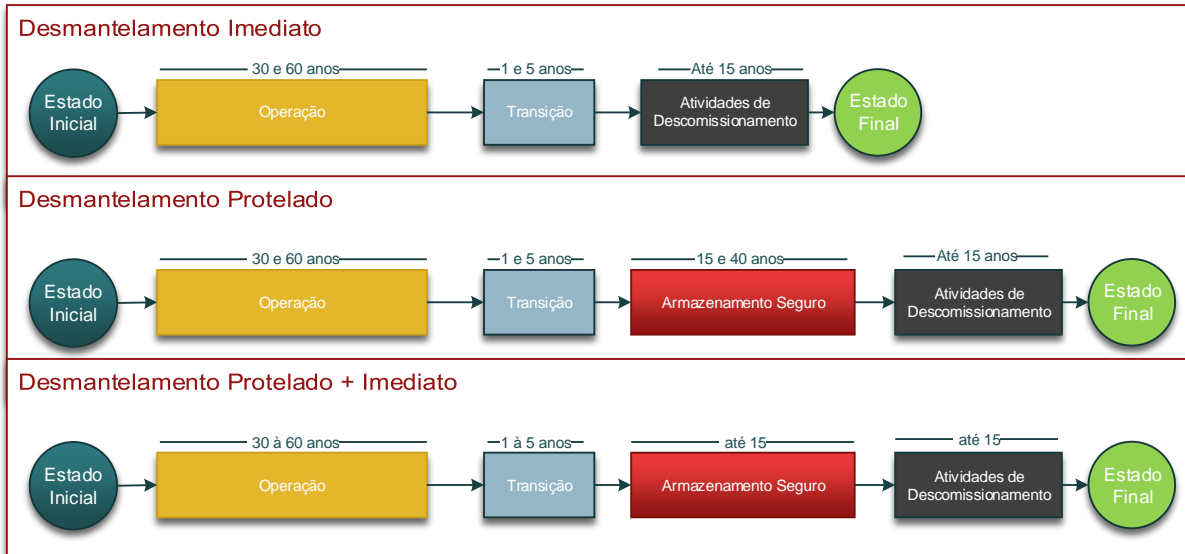 Desmantelamento Imediato
30 e 60 anos
1 e 5 anos
Até 15 anos
Estado
Inicial
Operação
Transição
Atividades de
Descomissionamento
Estado
Final
Desmantelamento Protelado
30 e 60 anos
1 e 5 anos
15 e 40 anos
Até 15 anos
Estado
Inicial
Operação
Transição
Armazenamento Seguro
Atividades de
Descomissionamento
Estado
Final
Desmantelamento Protelado + Imediato
30 à 60 anos
1 à 5 anos
até 15
até 15
Estado
Inicial
Operação
Transição
Armazenamento Seguro
Atividades de
Descomissionamento
Estado
Final